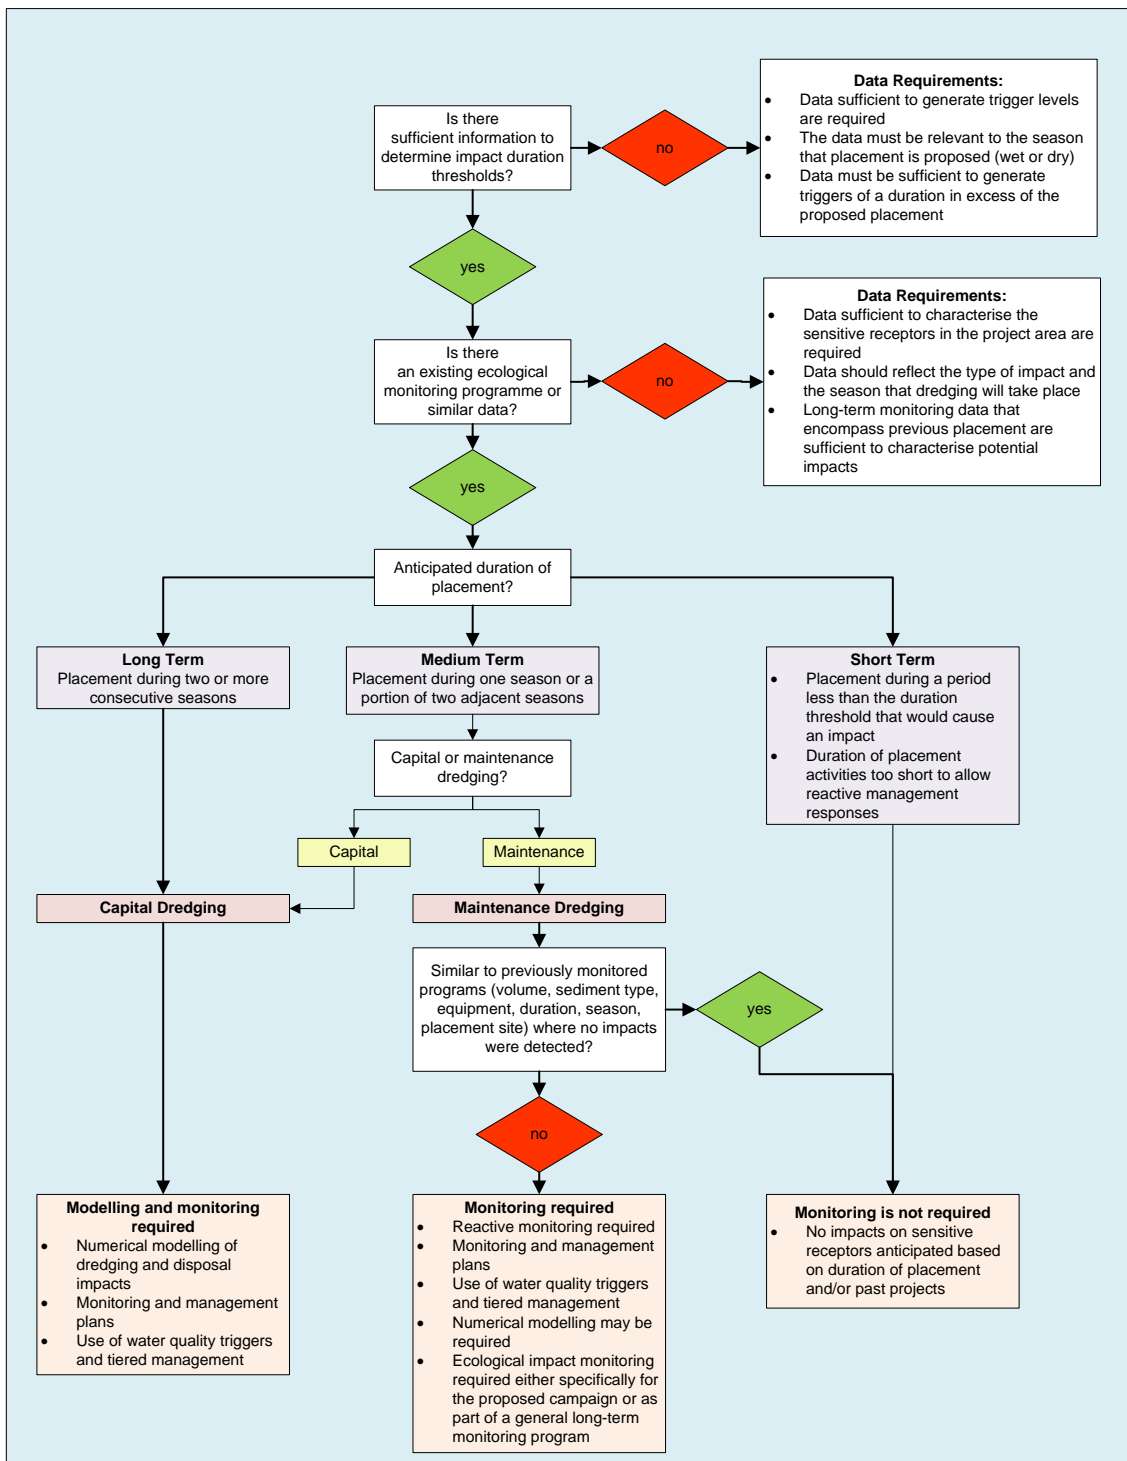 Is there
sufficient information to
determine impact duration
thresholds?
no
Data Requirements:
• Data sufficient to generate trigger levels
are required
• The data must be relevant to the season
that placement is proposed (wet or dry)
• Data must be sufficient to generate
triggers of a duration in excess of the
proposed placement
yes
Is there
an existing ecological
monitoring programme or
similar data?
no
Data Requirements:
• Data sufficient to characterise the
sensitive receptors in the project area are
required
• Data should reflect the type of impact and
the season that dredging will take place
• Long-term monitoring data that
encompass previous placement are
sufficient to characterise potential
impacts
yes
Anticipated duration of
placement?
Long Term
Placement during two or more
consecutive seasons
Medium Term
Placement during one season or a
portion of two adjacent seasons
Short Term
• Placement during a period
less than the duration
threshold that would cause
an impact
• Duration of placement
activities too short to allow
reactive management
responses
Capital or maintenance
dredging?
Capital
Maintenance
Capital Dredging
Maintenance Dredging
Similar to previously monitored
programs (volume, sediment type,
equipment, duration, season,
placement site) where no impacts
were detected?
yes
no
Modelling and monitoring
required
• Numerical modelling of
dredging and disposal
impacts
• Monitoring and management
plans
• Use of water quality triggers
and tiered management
Monitoring required
• Reactive monitoring required
• Monitoring and management
plans
• Use of water quality triggers
and tiered management
• Numerical modelling may be
required
• Ecological impact monitoring
required either specifically for
the proposed campaign or as
part of a general long-term
monitoring program
Monitoring is not required
• No impacts on sensitive
receptors anticipated based
on duration of placement
and/or past projects